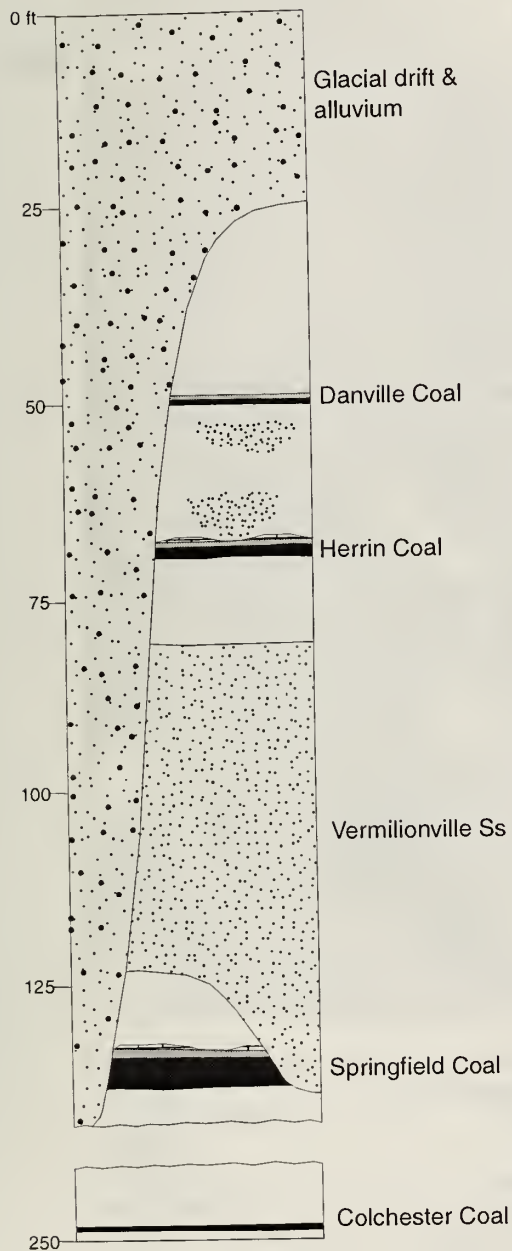 0 ft
Glacial drift &
alluvium
25
50
Danville Coal
Herrin Coal
75
100
Vermilionville Ss
125
Springfield Coal
Colchester Coal
250